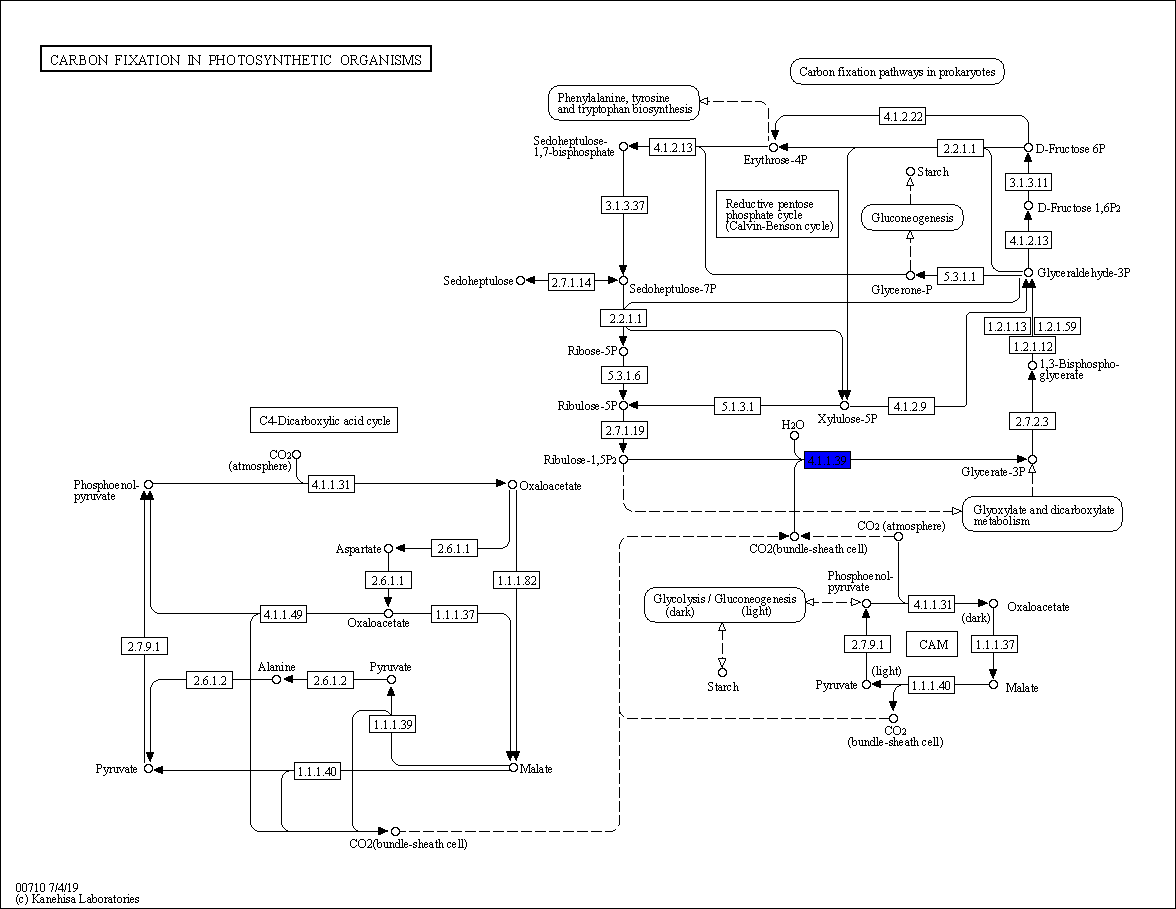 CARBON FIXATION IN PHOTOSYNTHETIC ORGANISMS
Carbon fixation pathways in prokaryotes
Phenylalanine, tyrosine
and tryptophan biosynthesis
4.1.2.22
Sedoheptulose-
1,7-bisphosphate
4.1.2.13
Erythrose-4P
2.2.1.1
D-Fructose 6P
Starch
3.1.3.11
3.1.3.37
Reductive pentose
phosphate cycle
(Calvin-Benson cycle)
Gluconeogenesis
D-Fructose 1,6P2
4.1.2.13
Sedoheptulose
2.7.1.14
Sedoheptulose-7P
Glycerone-P
5.3.1.1
Glyceraldehyde-3P
2.2.1.1
1.2.1.13
1.2.1.59
1.2.1.12
Ribose-5P
5.3.1.6
1,3-Bisphospho-
glycerate
Ribulose-5P
5.1.3.1
Xylulose-5P
4.1.2.9
2.7.1.19
H2O
2.7.2.3
Ribulose-1,5P2
4.1.1.39
Glycerate-3P
C4-Dicarboxylic acid cycle
CO2
(atmosphere)
Phosphoenol-
pyruvate
4.1.1.31
Oxaloacetate
Glyoxylate and dicarboxylate
metabolism
CO2 (atmosphere)
CO2(bundle-sheath cell)
Aspartate
2.6.1.1
2.6.1.1
1.1.1.82
4.1.1.49
Oxaloacetate
1.1.1.37
Phosphoenol-
pyruvate
Glycolysis / Gluconeogenesis
(dark)
(light)
4.1.1.31
Oxaloacetate
(dark)
2.7.9.1
2.7.9.1
CAM
1.1.1.37
Alanine
Pyruvate
2.6.1.2
2.6.1.2
Starch
(light)
Pyruvate
1.1.1.40
Malate
1.1.1.39
CO2
(bundle-sheath cell)
Pyruvate
1.1.1.40
Malate
CO2(bundle-sheath cell)
00710 7/4/19
(c) Kanehisa Laboratories